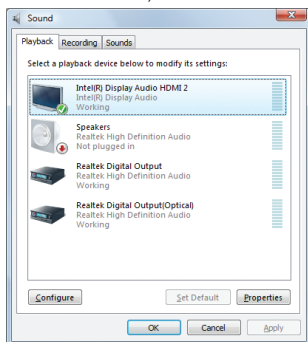 Sound
Playback Recording Sounds
Select a playback device below to modify its settings:
Intel(R) Display Audio HDMI 2
Intel(R) Display Audio
Working
Speakers
Realtek High Definition Audio
Not plugged in
Realtek Digital Output
Realtek High Definition Audio
Working
Realtek Digital Output(Optical)
Realtek High Definition Audio
Working
Configure Set Default Properties
OK Cancel Apply